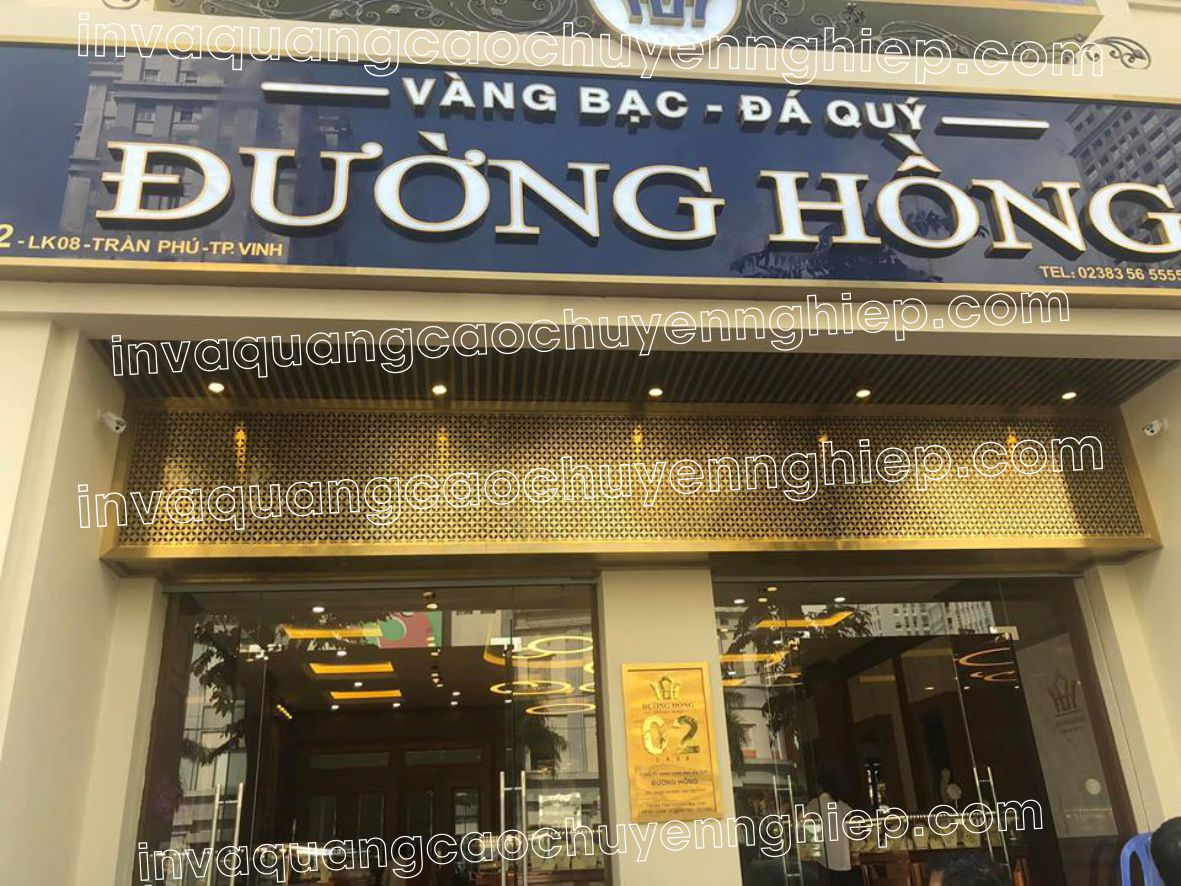 invaquangcaochuyennghiep.com
VÀNG BẠC - ĐÁ QUÝ
ĐƯỜNG HỒNG
2 - LK08 - TRẦN PHÚ - TP. VINH
TEL: 02383 56 5555
invaquangcaochuyennghiep.com
invaquangcaochuyennghiep.com
ĐƯỜNG HỒNG
02
LK08
ĐƯỜNG HỒNG
invaquangcaochuyennghiep.com